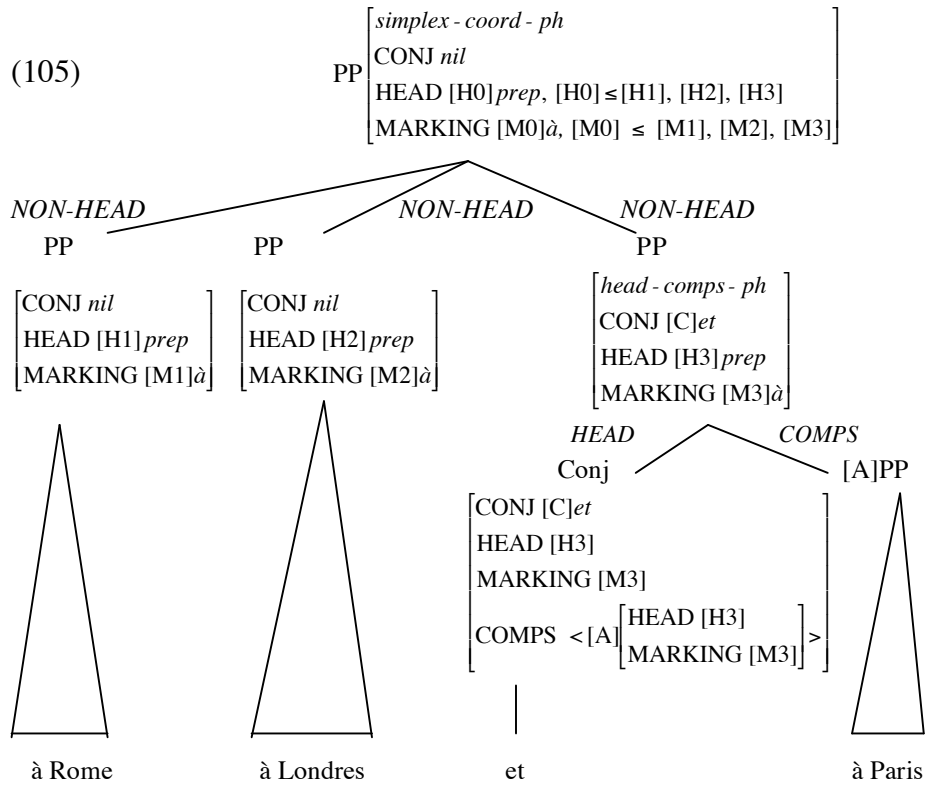 (105)
PP
simplex - coord - ph
CONJ nil
HEAD [H0] prep, [H0] ≤ [H1], [H2], [H3]
MARKING [M0]à, [M0] ≤ [M1], [M2], [M3]
NON-HEAD NON-HEAD NON-HEAD
PP PP PP
CONJ nil
HEAD [H1] prep
MARKING [M1]à
CONJ nil
HEAD [H2] prep
MARKING [M2]à
head - comps - ph
CONJ [C]et
HEAD [H3] prep
MARKING [M3]à
HEAD COMPS
Conj [A]PP
CONJ [C]et
HEAD [H3]
MARKING [M3]
COMPS <[A][HEAD [H3]
MARKING [M3]]>
à Rome à Londres et à Paris